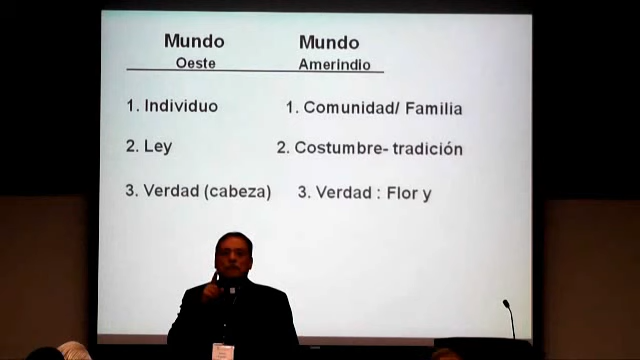 Mundo Mundo
Oeste Amerindio
1. Individuo 1. Comunidad/ Familia
2. Ley 2. Costumbre- tradición
3. Verdad (cabeza) 3. Verdad : Flor y